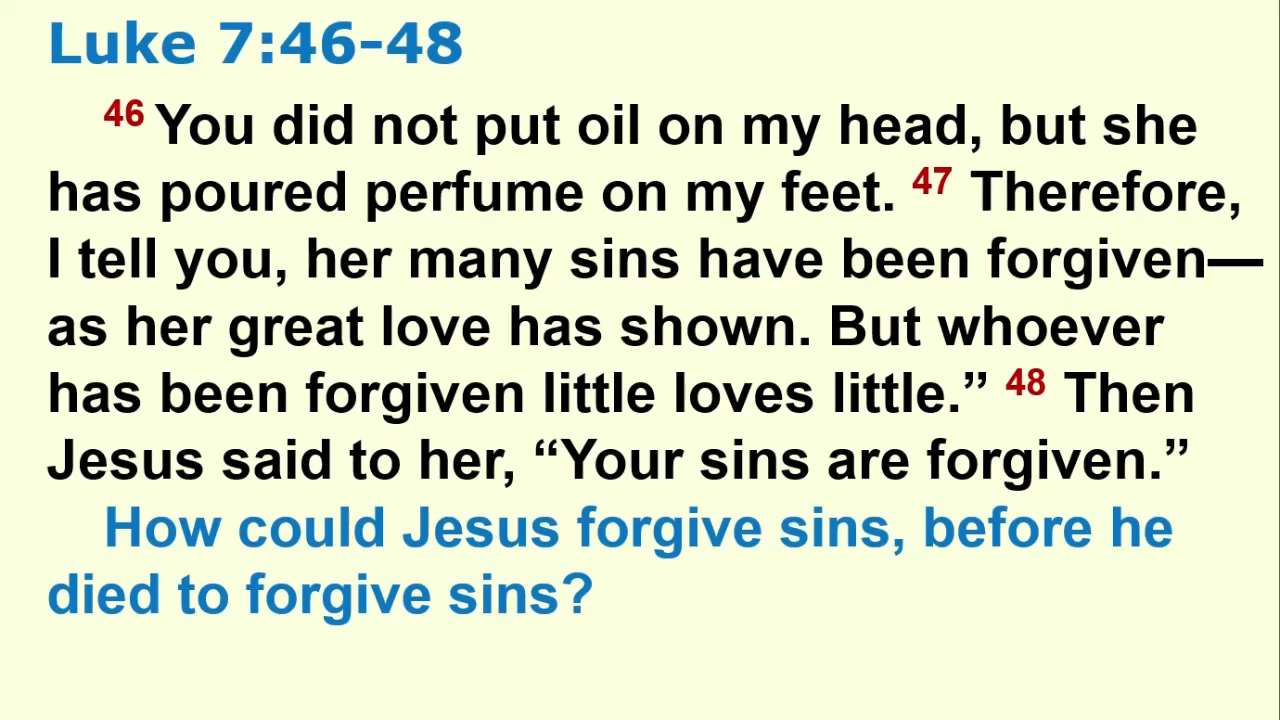 Luke 7:46-48
46 You did not put oil on my head, but she
has poured perfume on my feet. 47 Therefore,
I tell you, her many sins have been forgiven—
as her great love has shown. But whoever
has been forgiven little loves little.” 48 Then
Jesus said to her, “Your sins are forgiven.”
How could Jesus forgive sins, before he
died to forgive sins?